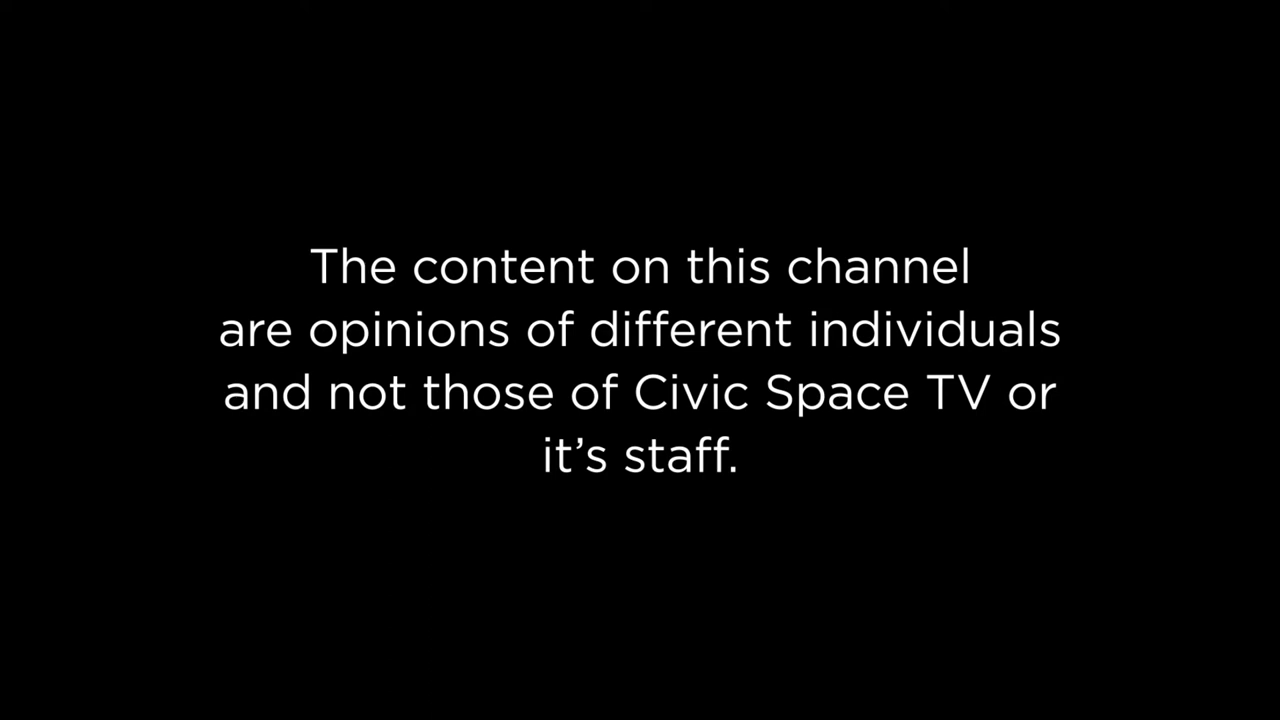 The content on this channel
are opinions of different individuals
and not those of Civic Space TV or
it’s staff.